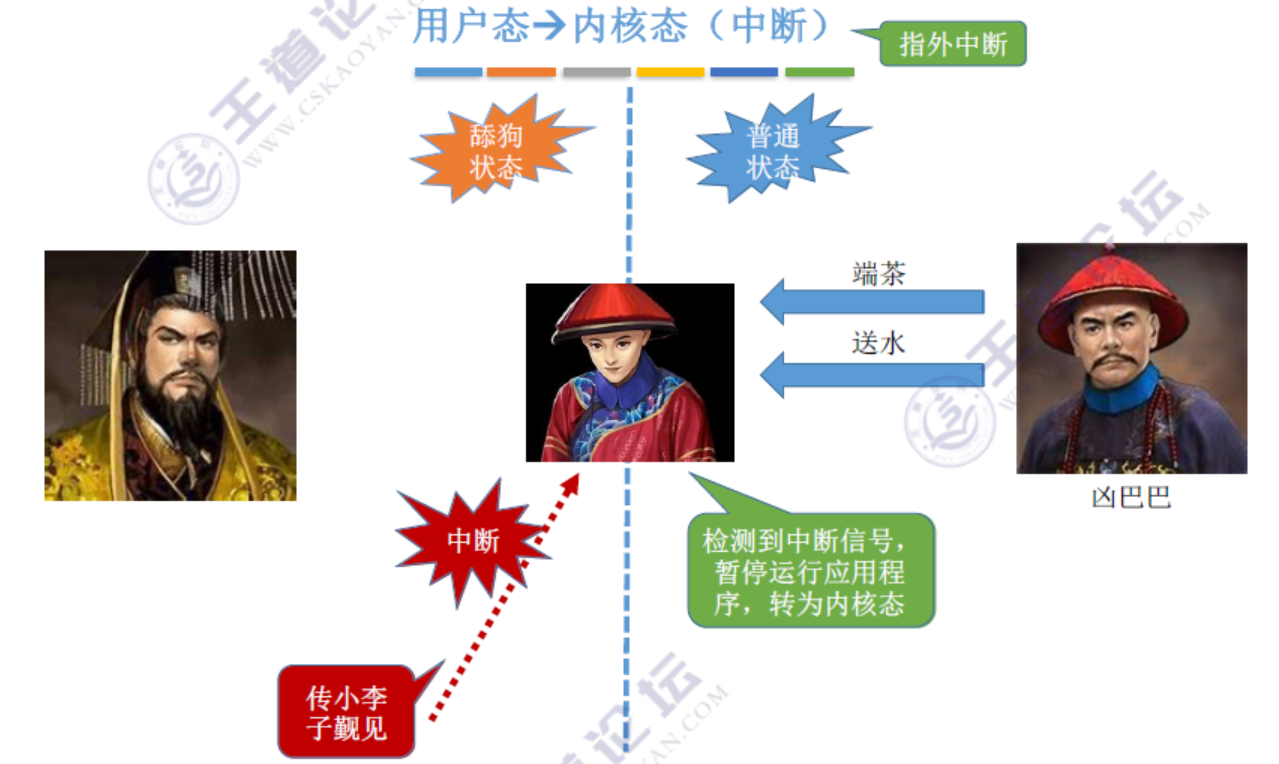 用户态→内核态（中断）
指外中断
舔狗
状态
普通
状态
端茶
送水
凶巴巴
中断
检测到中断信号，
暂停运行应用程
序，转为内核态
传小李
子觐见
王道论坛
WWW.CSKAOYAN.COM